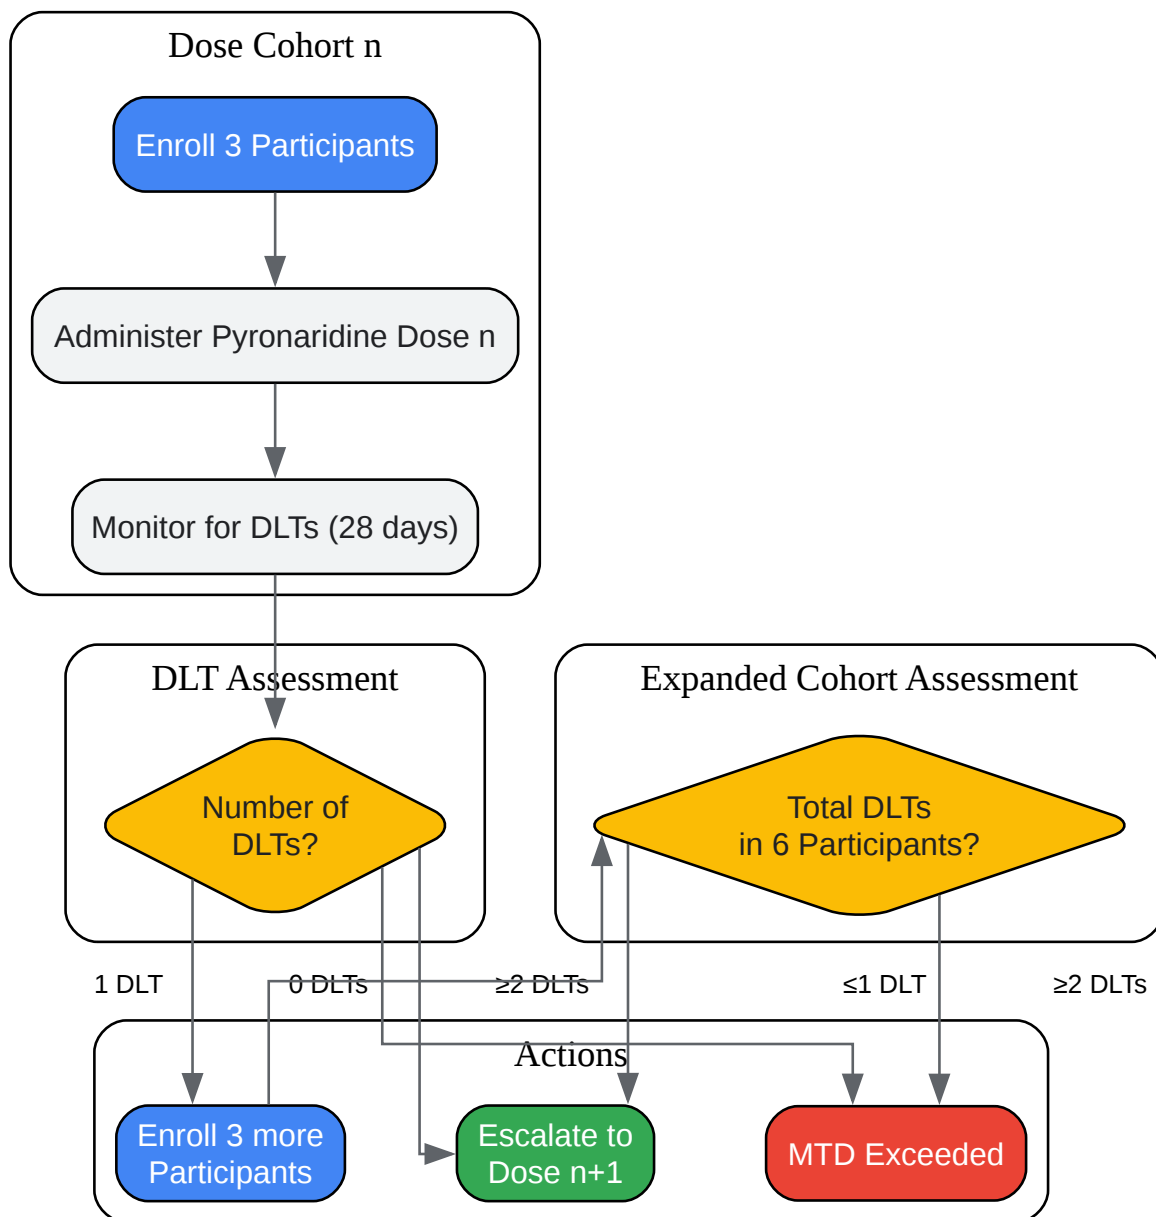 Dose Cohort n
Enroll 3 Participants
Administer Pyronaridine Dose n
Monitor for DLTs (28 days)
DLT Assessment
Expanded Cohort Assessment
Number of
DLTs?
Total DLTs
in 6 Participants?
1 DLT
0 DLTs
≥2 DLTs
≤1 DLT
≥2 DLTs
Actions
Enroll 3 more
Participants
Escalate to
Dose n+1
MTD Exceeded